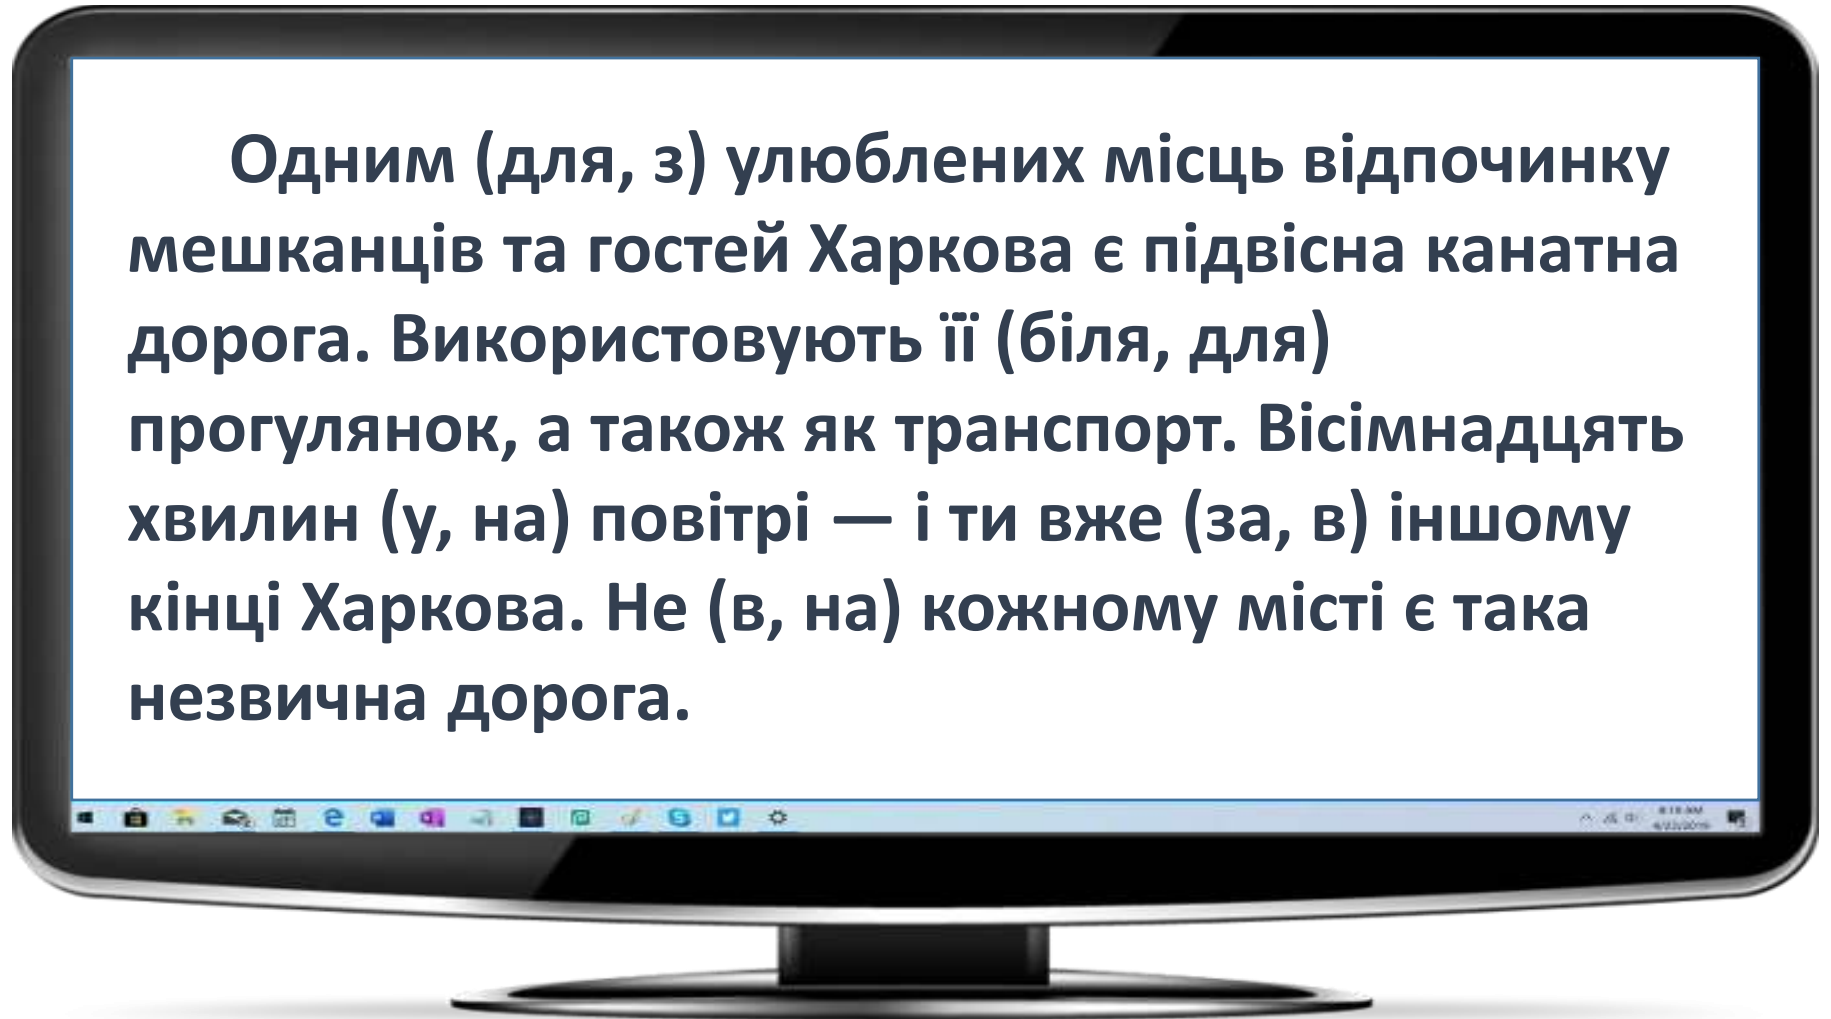 Одним (для, з) улюблених місць відпочинку
мешканців та гостей Харкова є підвісна канатна
дорога. Використовують її (біля, для)
прогулянок, а також як транспорт. Вісімнадцять
хвилин (у, на) повітрі — і ти вже (за, в) іншому
кінці Харкова. Не (в, на) кожному місті є така
незвична дорога.